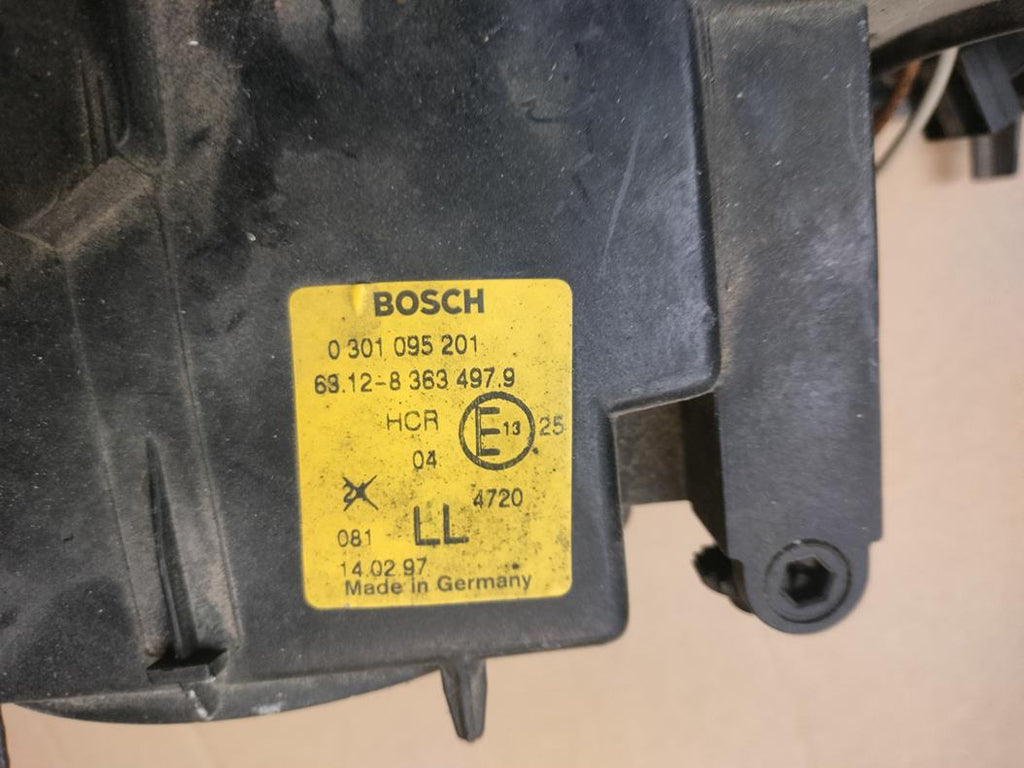 BOSCH
0 301 095 201
63.12-8 363 497.9
HCR E 13 25
04
4720
081 LL
14.02 97
Made in Germany